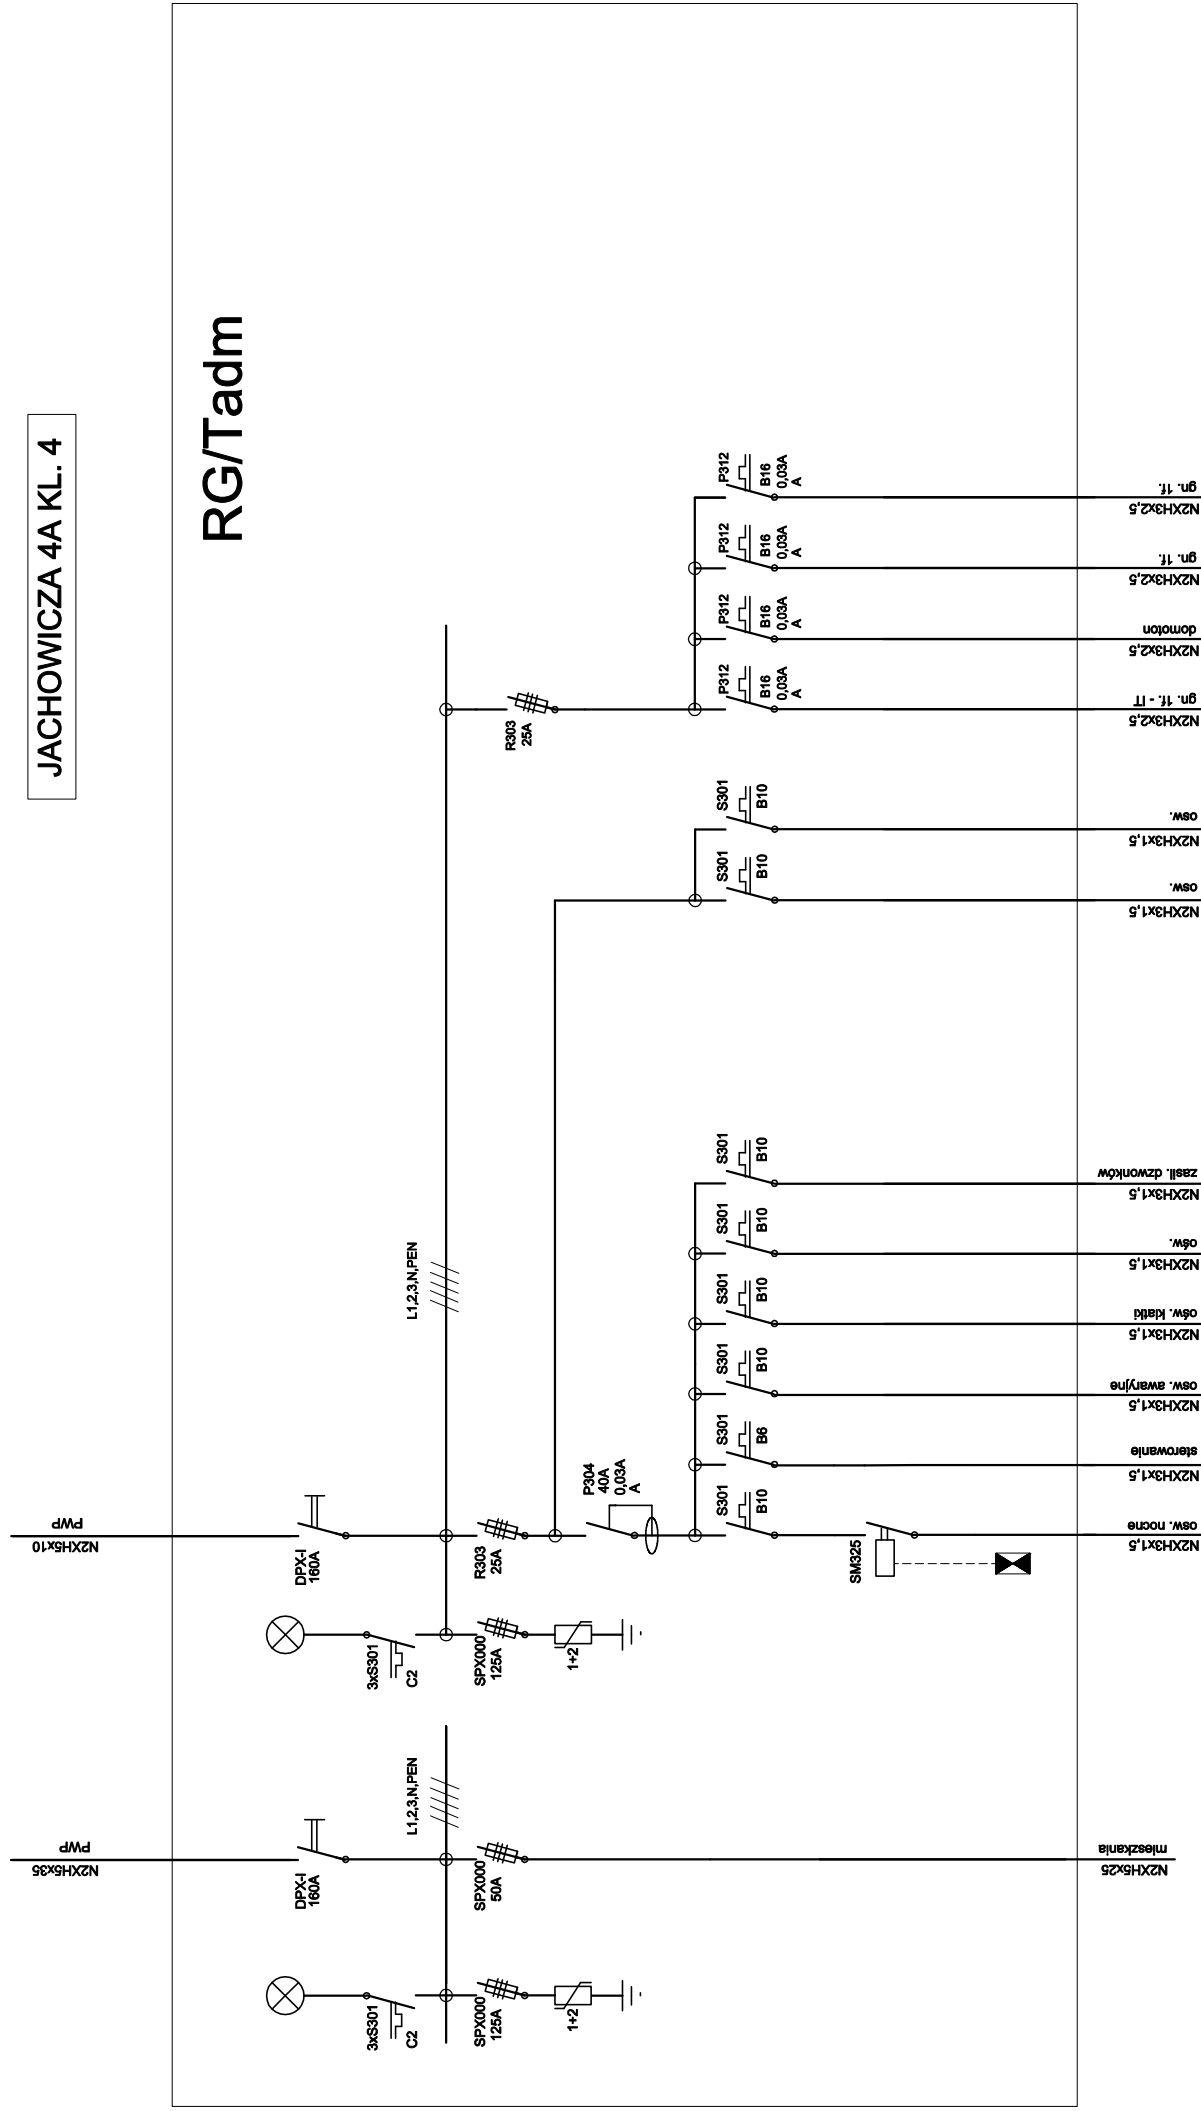 JACHOWICZA 4A KL. 4
RG/Tadm
N2XH5x35
PWP
N2XH5x10
PWP
DPX-I
160A
DPX-I
160A
3xS301
C2
3xS301
C2
L1,2,3,N,PEN
L1,2,3,N,PEN
SPX000
125A
SPX000
50A
SPX000
125A
R303
25A
R303
25A
1+2
1+2
P304
40A
0,03A
A
S301
B10
S301
B6
S301
B10
S301
B10
S301
B10
S301
B10
S301
B10
S301
B10
P312
B16
0,03A
A
P312
B16
0,03A
A
P312
B16
0,03A
A
P312
B16
0,03A
A
SM325
mieszkania
N2XH5x25
osw. nocne
N2XH3x1,5
sterowanie
N2XH3x1,5
osw. awaryjne
N2XH3x1,5
ośw. klatki
N2XH3x1,5
ośw.
N2XH3x1,5
zasil. dzwonków
N2XH3x1,5
osw.
N2XH3x1,5
osw.
N2XH3x1,5
gn. 1f. - IT
N2XH3x2,5
domoton
N2XH3x2,5
gn. 1f.
N2XH3x2,5
gn. 1f.
N2XH3x2,5